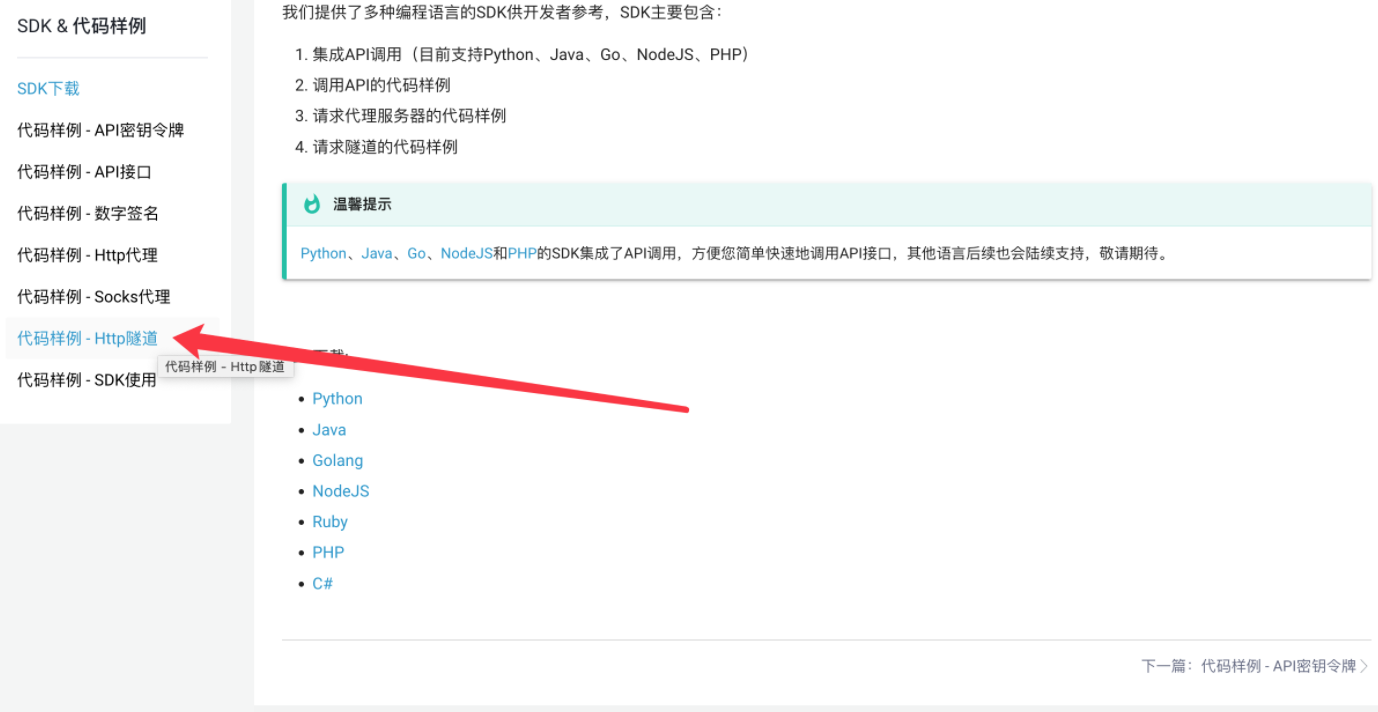 SDK & 代码样例
SDK下载
代码样例 - API密钥令牌
代码样例 - API接口
代码样例 - 数字签名
代码样例 - Http代理
代码样例 - Socks代理
代码样例 - Http隧道
代码样例 - Http 隧道
代码样例 - SDK使用
我们提供了多种编程语言的SDK供开发者参考，SDK主要包含：
1. 集成API调用（目前支持Python、Java、Go、NodeJS、PHP）
2. 调用API的代码样例
3. 请求代理服务器的代码样例
4. 请求隧道的代码样例
温馨提示
Python、Java、Go、NodeJS和PHP的SDK集成了API调用，方便您简单快速地调用API接口，其他语言后续也会陆续支持，敬请期待。
下载:
• Python
• Java
• Golang
• NodeJS
• Ruby
• PHP
• C#
下一篇：代码样例 - API密钥令牌